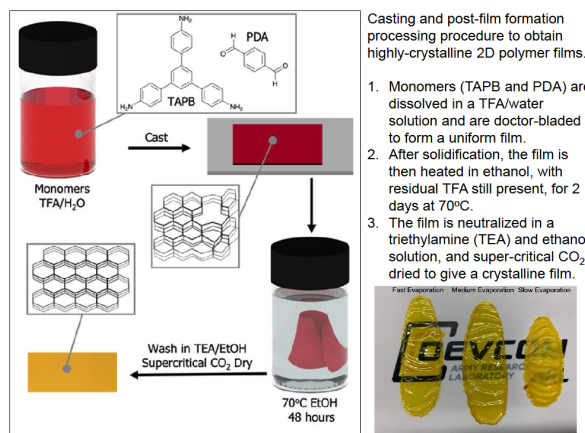 NH₂
PDA
O
H
H
O
H₂N
TAPB
NH₂
Cast
Monomers
TFA/H₂O
Wash in TEA/EtOH
Supercritical CO₂ Dry
70ºC EtOH
48 hours
Casting and post-film formation
processing procedure to obtain
highly-crystalline 2D polymer films.
1. Monomers (TAPB and PDA) are
dissolved in a TFA/water
solution and are doctor-bladed
to form a uniform film.
2. After solidification, the film is
then heated in ethanol, with
residual TFA still present, for 2
days at 70ºC.
3. The film is neutralized in a
triethylamine (TEA) and ethano
solution, and super-critical CO₂
dried to give a crystalline film.
Fast Evaporation Medium Evaporation Slow Evaporation
DEVCOM
ARMY RESEARCH
LABORATORY